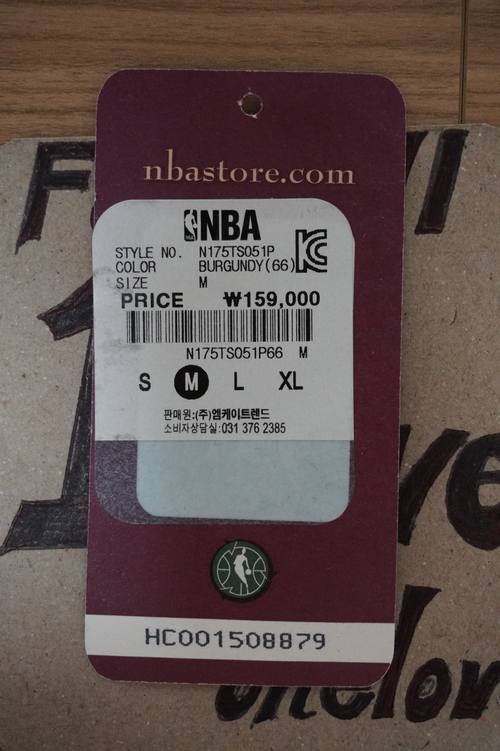 nbastore.com
NBA
STYLE NO. N175TS051P
COLOR BURGUNDY(66)
SIZE M
PRICE ₩159,000
N175TS051P66 M
S M L XL
판매원:(주)엠케이트렌드
소비자상담실:031 376 2385
HC001508879